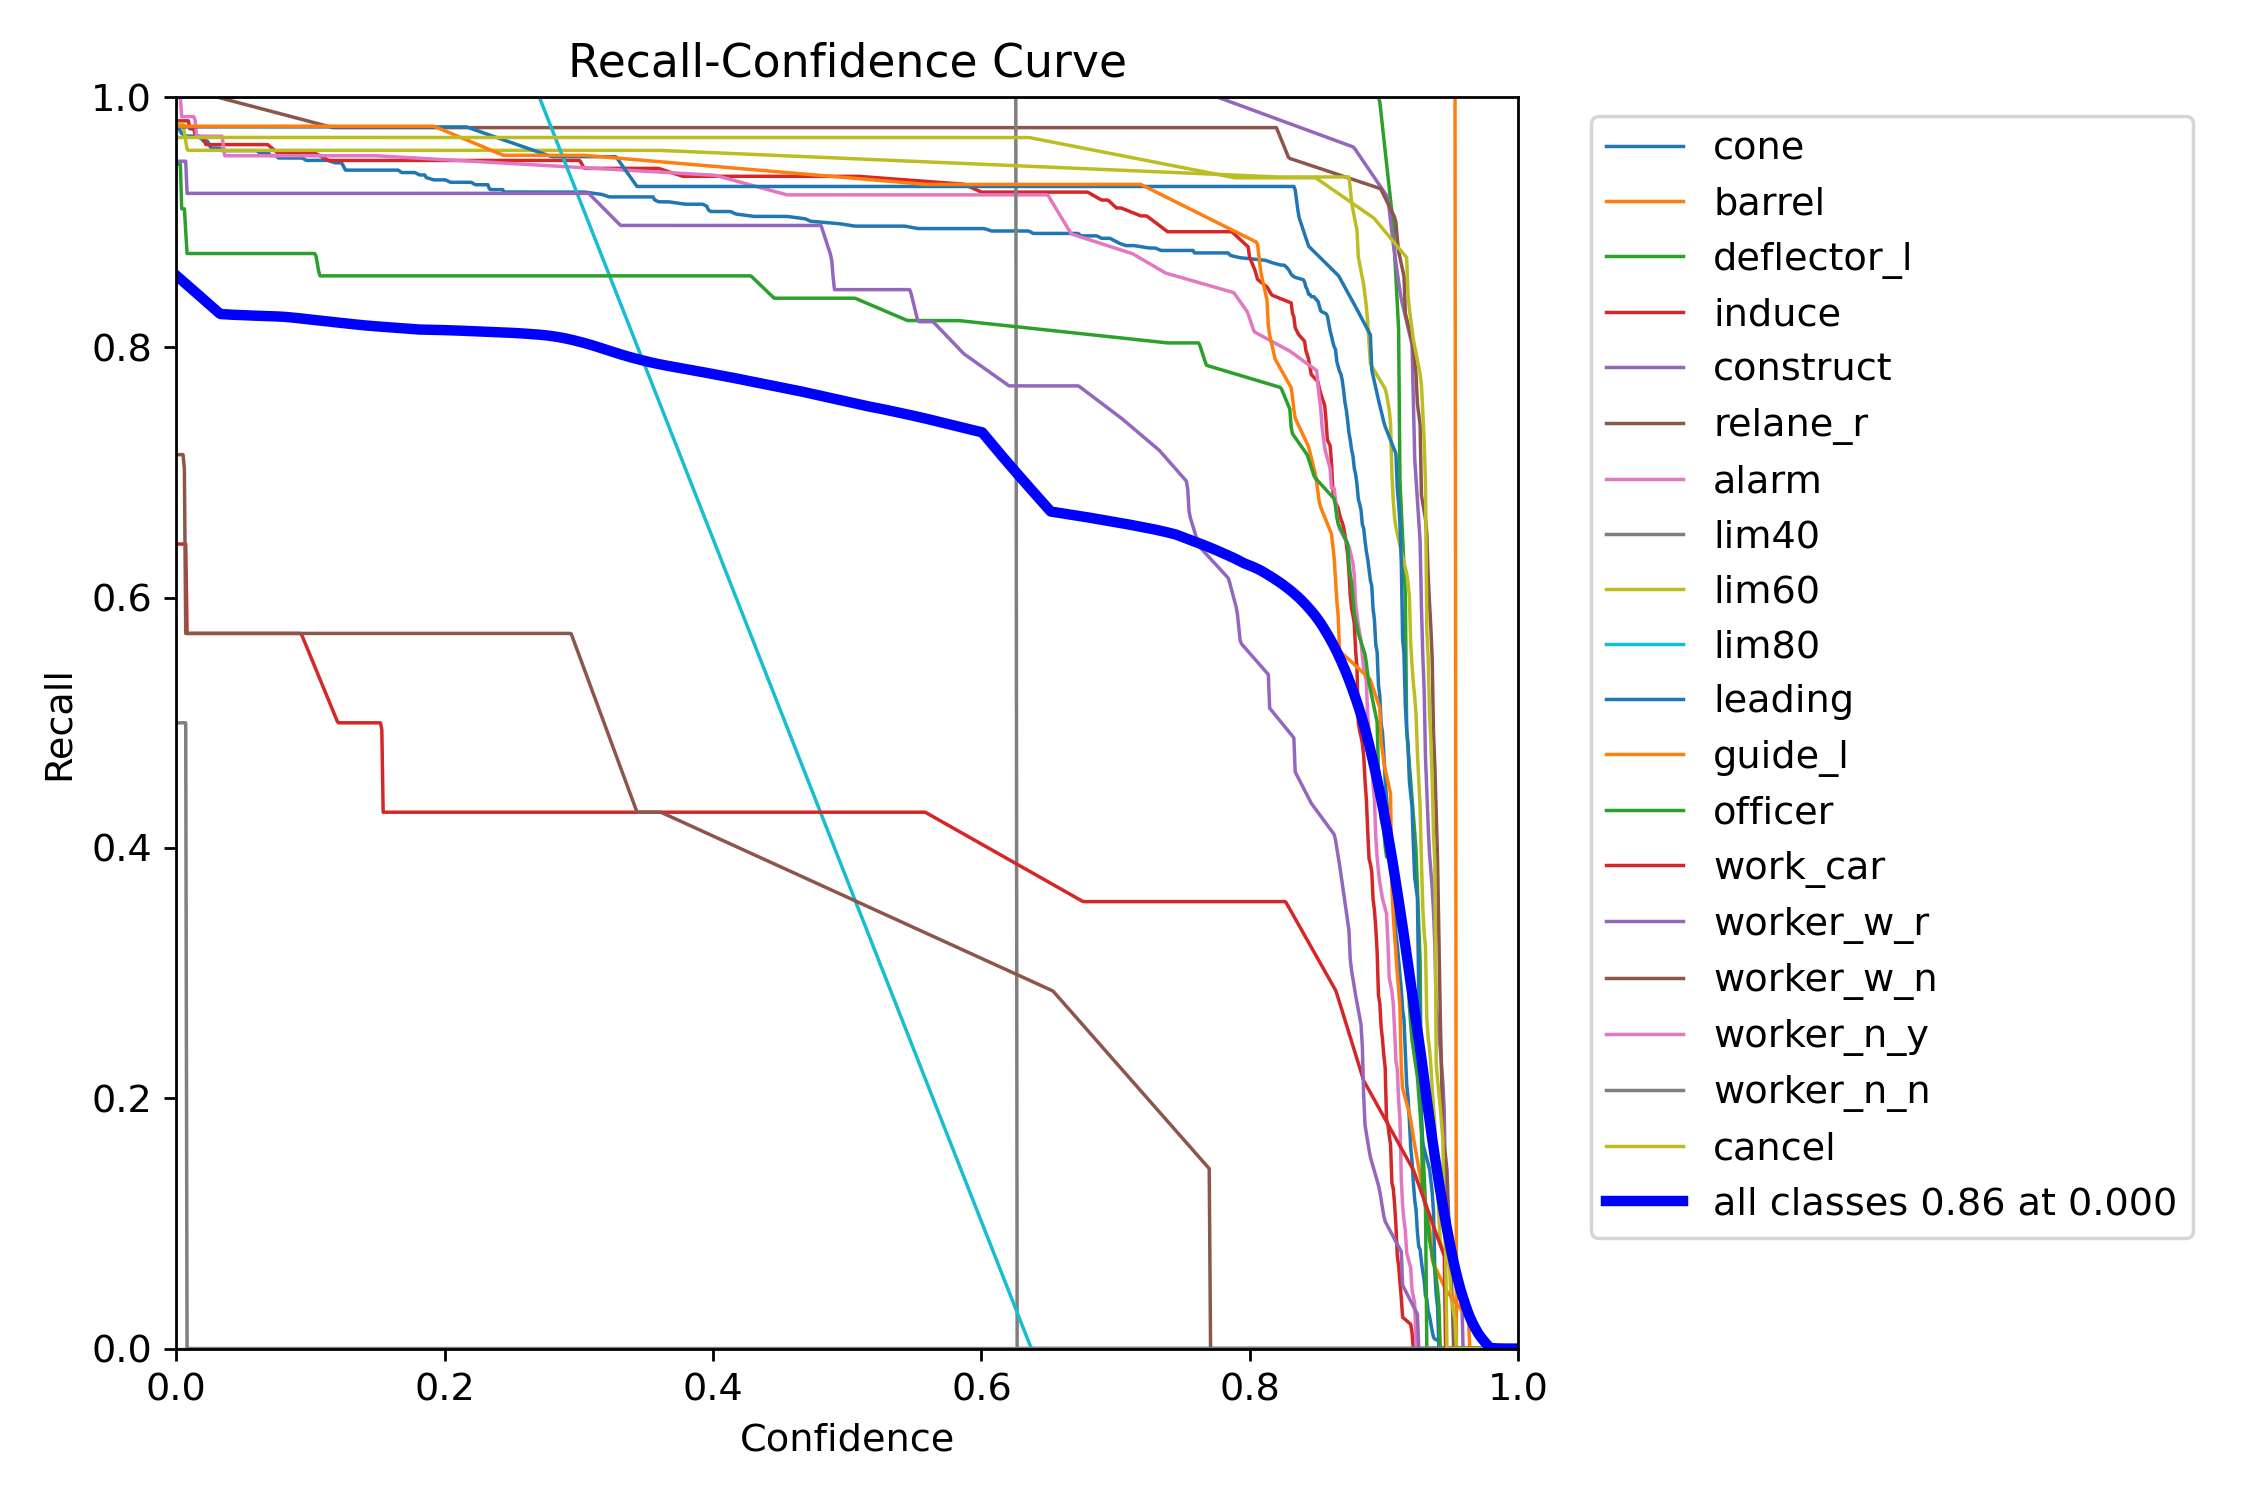 Recall-Confidence Curve
1.0
0.8
0.6
0.4
0.2
0.0
Recall
0.0 0.2 0.4 0.6 0.8 1.0
Confidence
cone
barrel
deflector_l
induce
construct
relane_r
alarm
lim40
lim60
lim80
leading
guide_l
officer
work_car
worker_w_r
worker_w_n
worker_n_y
worker_n_n
cancel
all classes 0.86 at 0.000